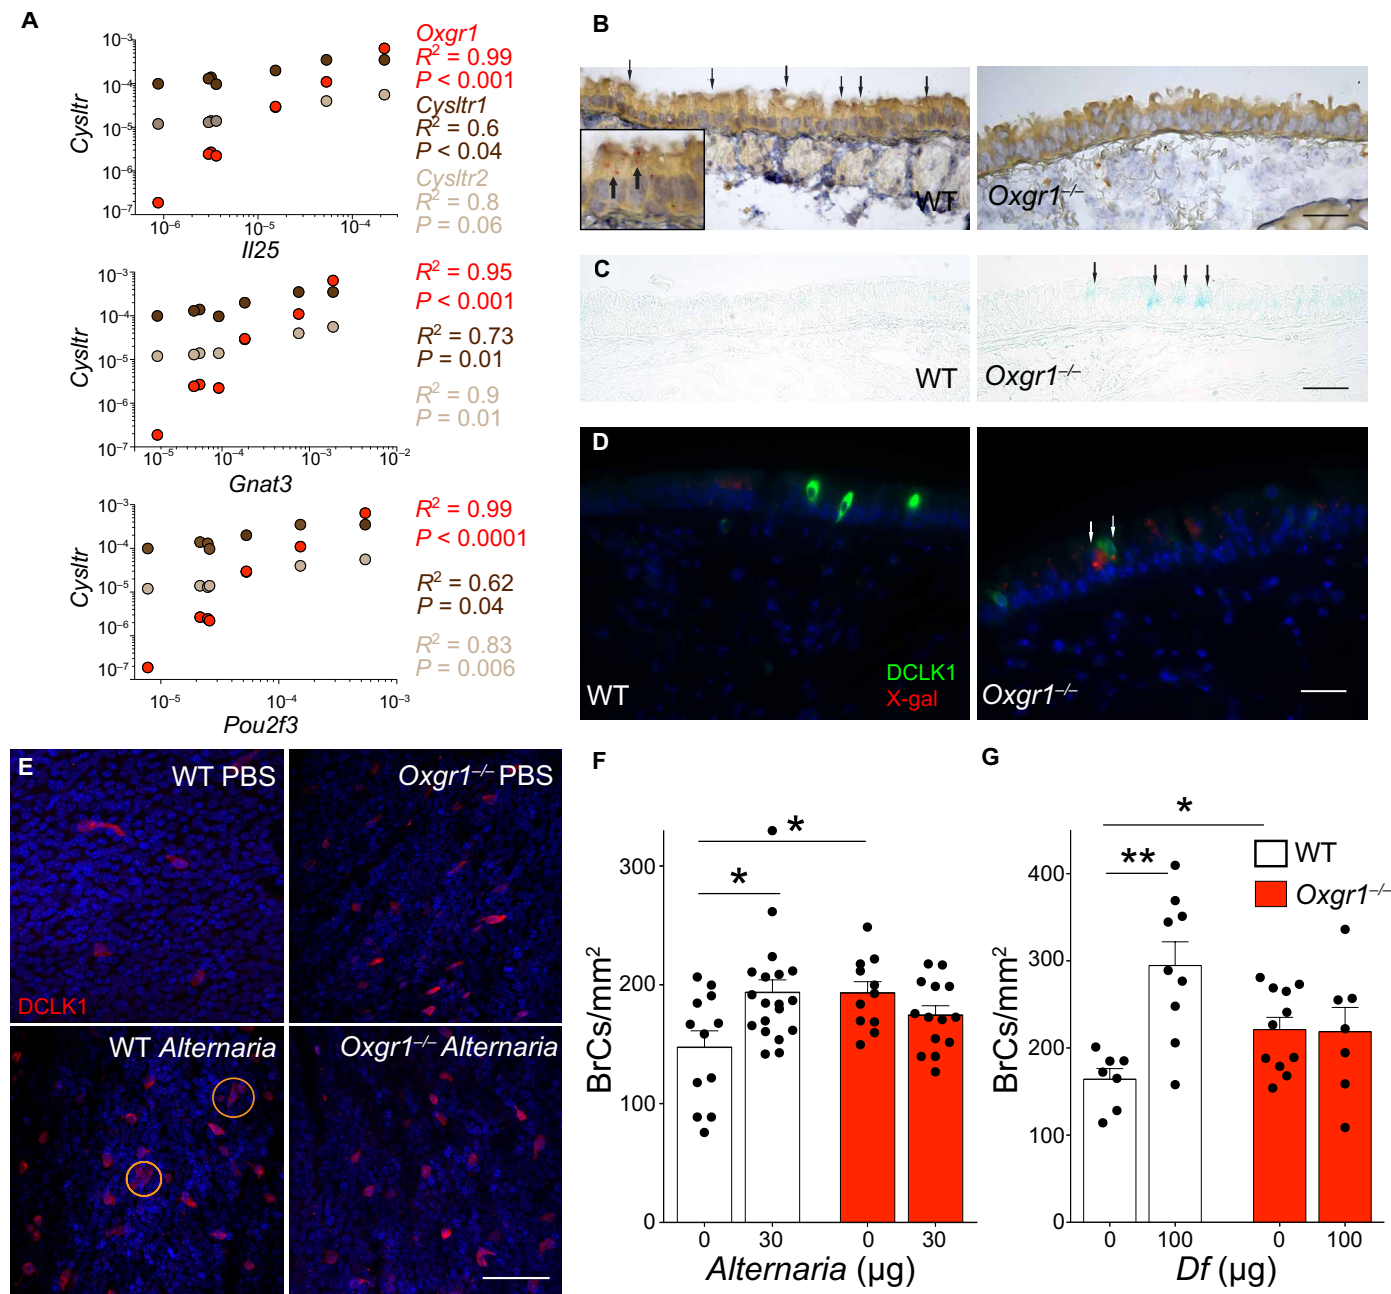 A
Cysltr
10⁻³
10⁻⁴
10⁻⁵
10⁻⁶
10⁻⁷
10⁻⁶
10⁻⁵
10⁻⁴
Il25
Oxgr1
R² = 0.99
P < 0.001
Cysltr1
R² = 0.6
P < 0.04
Cysltr2
R² = 0.8
P = 0.06
Cysltr
10⁻³
10⁻⁴
10⁻⁵
10⁻⁶
10⁻⁷
10⁻⁵
10⁻⁴
10⁻³
10⁻²
Gnat3
R² = 0.95
P < 0.001
R² = 0.73
P = 0.01
R² = 0.9
P = 0.01
Cysltr
10⁻³
10⁻⁴
10⁻⁵
10⁻⁶
10⁻⁷
10⁻⁵
10⁻⁴
10⁻³
Pou2f3
R² = 0.99
P < 0.0001
R² = 0.62
P = 0.04
R² = 0.83
P = 0.006
B
WT
Oxgr1⁻/⁻
C
WT
Oxgr1⁻/⁻
D
DCLK1
X-gal
WT
Oxgr1⁻/⁻
E
WT PBS
Oxgr1⁻/⁻ PBS
DCLK1
WT Alternaria
Oxgr1⁻/⁻ Alternaria
F
BrCs/mm²
300
200
100
0
*
*
0
30
0
30
Alternaria (μg)
G
BrCs/mm²
400
300
200
100
0
*
**
WT
Oxgr1⁻/⁻
0
100
0
100
Df (μg)